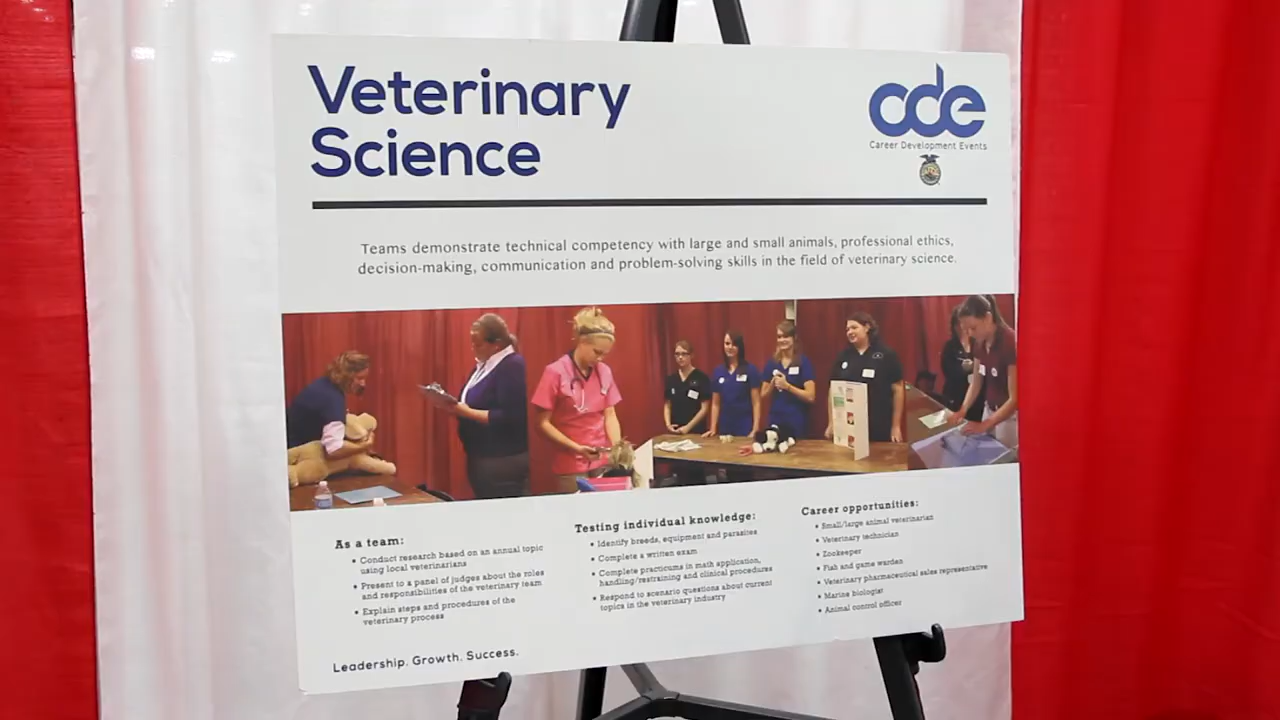 Veterinary
Science
cde
Career Development Events
Teams demonstrate technical competency with large and small animals, professional ethics,
decision-making, communication and problem-solving skills in the field of veterinary science.
As a team:
• Conduct research based on an annual topic
using local veterinarians
• Present to a panel of judges about the roles
and responsibilities of the veterinary team
• Explain steps and procedures of the
veterinary process
Testing individual knowledge:
• Identify breeds, equipment and parasites
• Complete a written exam
• Complete practicums in math application,
handling/restraining and clinical procedures
• Respond to scenario questions about current
topics in the veterinary industry
Career opportunities:
• Small/large animal veterinarian
• Veterinary technician
• Zookeeper
• Fish and game warden
• Veterinary pharmaceutical sales representative
• Marine biologist
• Animal control officer
Leadership. Growth. Success.